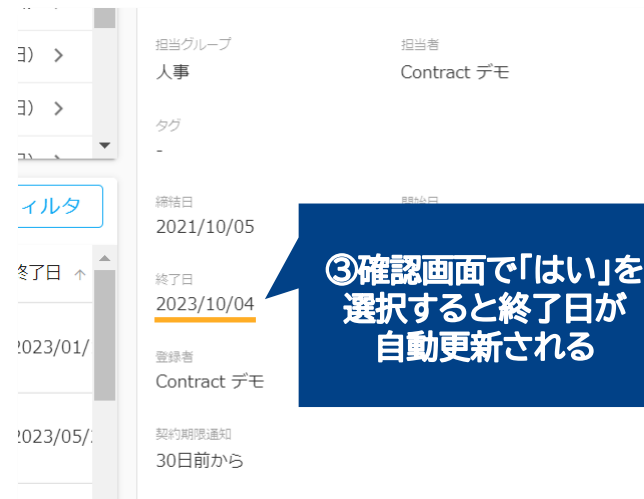 日）
日）
担当グループ
人事
担当者
Contract デモ
タグ
-
ィルタ
終了日 ↑
2023/01/
2023/05/
締結日
2021/10/05
終了日
2023/10/04
登録者
Contract デモ
契約期限通知
30日前から
③確認画面で「はい」を
選択すると終了日が
自動更新される